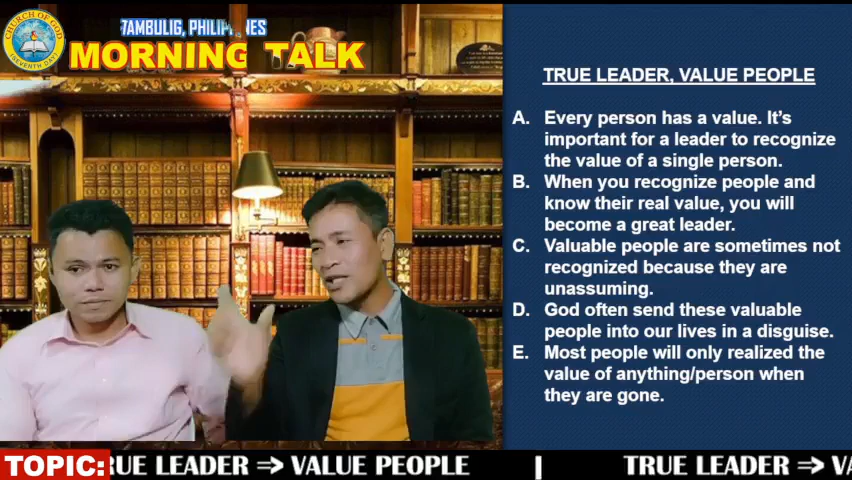 CHURCH OF GOD
(SEVENTH DAY)
TAMBULIG, PHILIPPINES
MORNING TALK
TRUE LEADER, VALUE PEOPLE
A. Every person has a value. It's
important for a leader to recognize
the value of a single person.
B. When you recognize people and
know their real value, you will
become a great leader.
C. Valuable people are sometimes not
recognized because they are
unassuming.
D. God often send these valuable
people into our lives in a disguise.
E. Most people will only realized the
value of anything/person when
they are gone.
TOPIC: RUE LEADER => VALUE PEOPLE | TRUE LEADER => VA